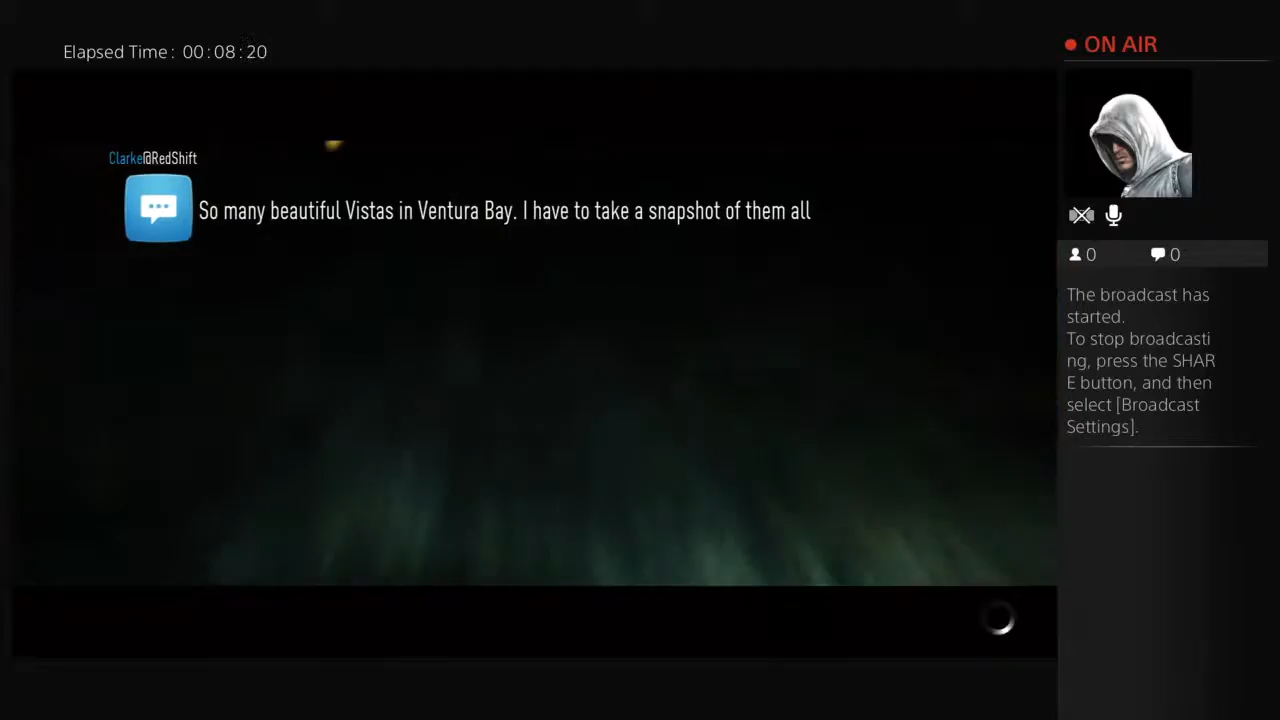 Elapsed Time: 00:08:20
ON AIR
Clarke@RedShift
So many beautiful Vistas in Ventura Bay. I have to take a snapshot of them all
0 0
The broadcast has
started.
To stop broadcasti
ng, press the SHAR
E button, and then
select [Broadcast
Settings].